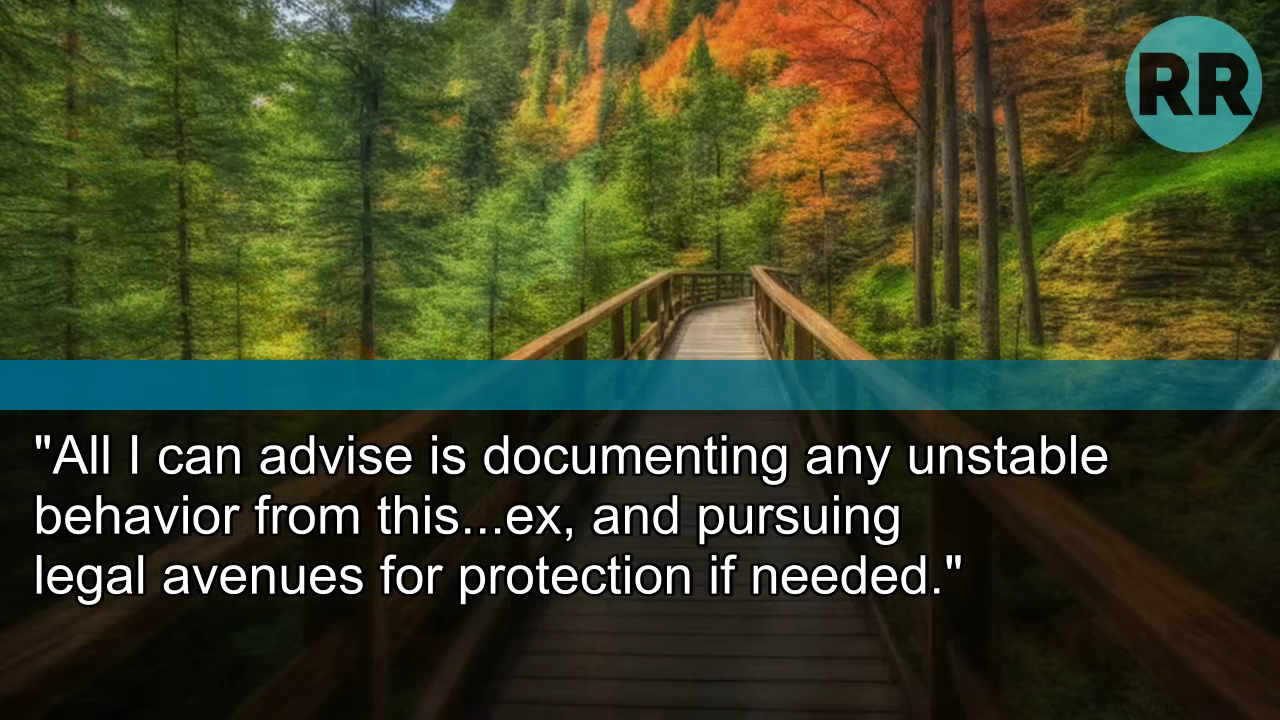 RR
"All I can advise is documenting any unstable
behavior from this...ex, and pursuing
legal avenues for protection if needed."